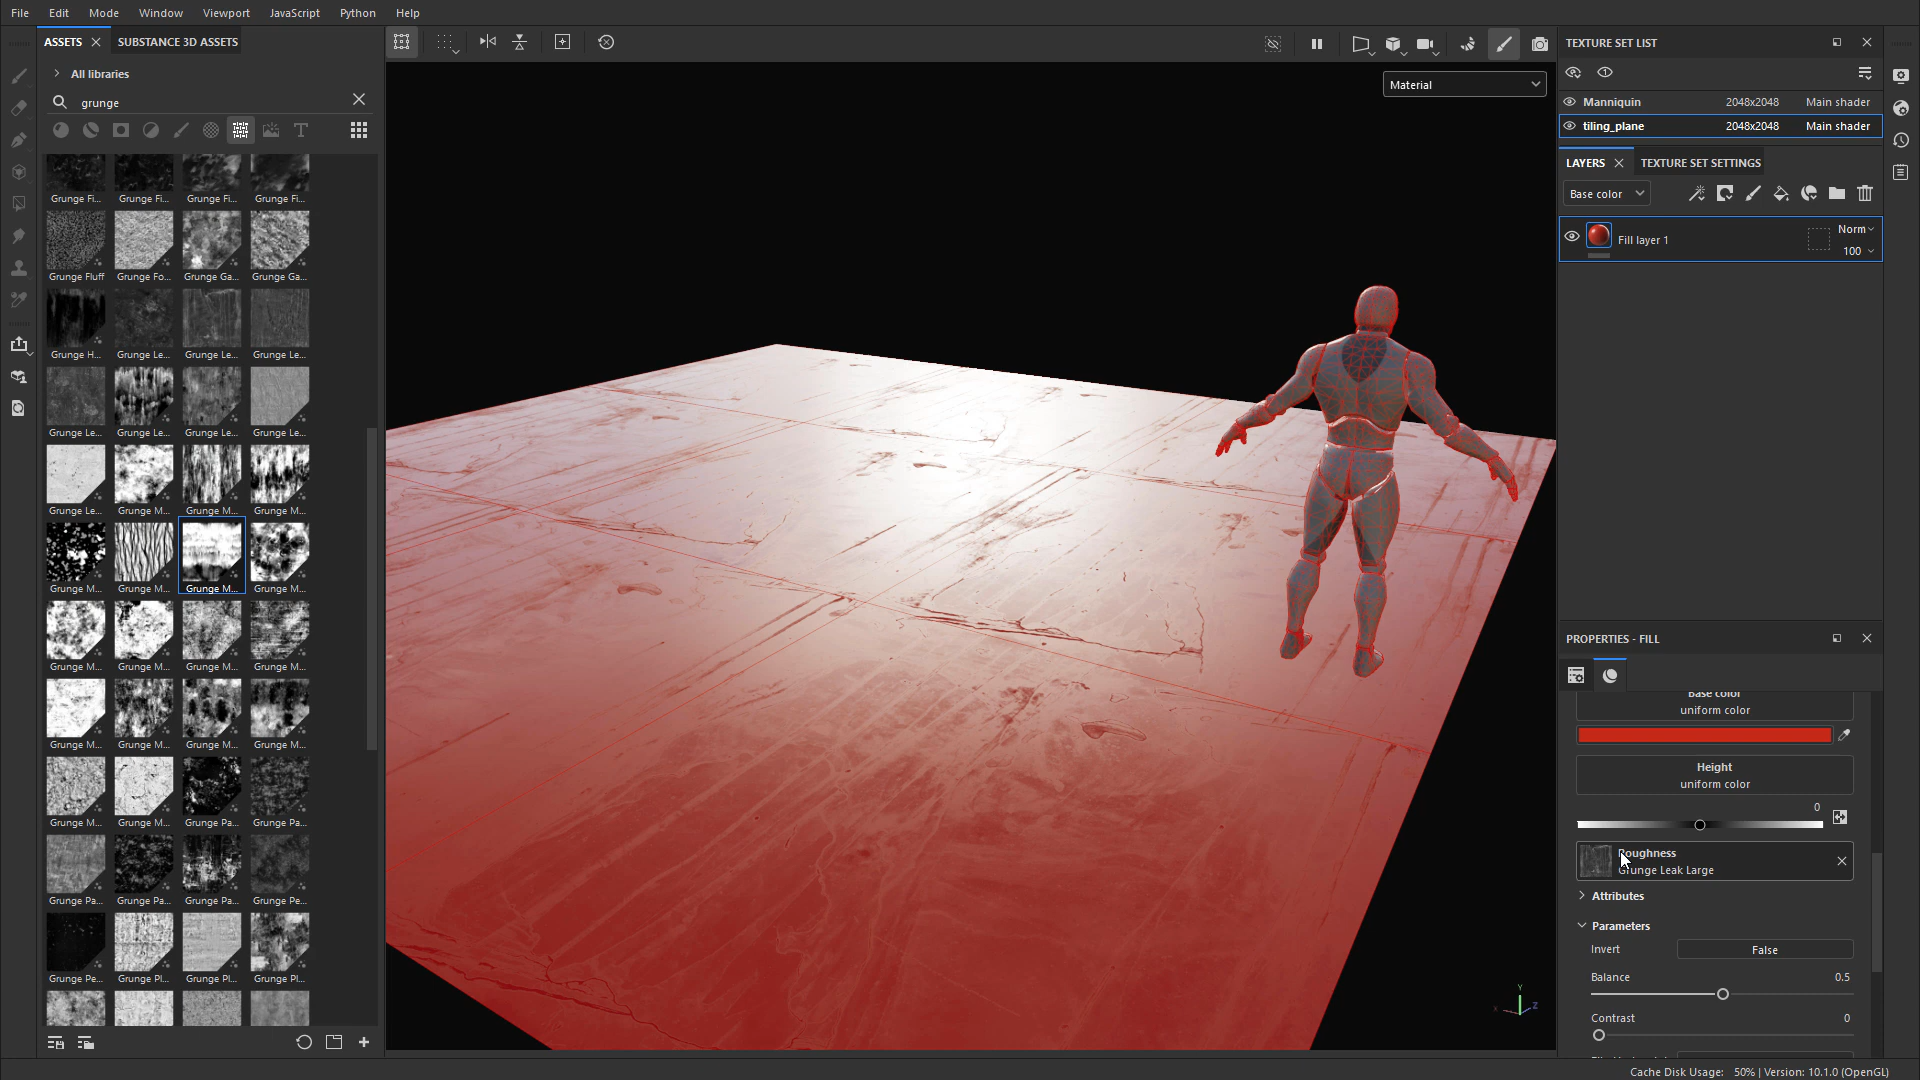 File Edit Mode Window Viewport JavaScript Python Help
ASSETS SUBSTANCE 3D ASSETS
All libraries
grunge
Grunge Fi... Grunge Fi... Grunge Fi... Grunge Fi...
Grunge Fluff Grunge Fo... Grunge Ga... Grunge Ga...
Grunge H... Grunge Le... Grunge Le... Grunge Le...
Grunge Le... Grunge Le... Grunge Le... Grunge Le...
Grunge Le... Grunge M... Grunge M... Grunge M...
Grunge M... Grunge M... Grunge M... Grunge M...
Grunge M... Grunge M... Grunge M... Grunge M...
Grunge M... Grunge M... Grunge M... Grunge M...
Grunge M... Grunge M... Grunge Pa... Grunge Pa...
Grunge Pa... Grunge Pa... Grunge Pa... Grunge Pe...
Grunge Pe... Grunge Pl... Grunge Pl... Grunge Pl...
Material
Y
X
Z
TEXTURE SET LIST
Manniquin 2048x2048 Main shader
tiling_plane 2048x2048 Main shader
LAYERS TEXTURE SET SETTINGS
Base color
Fill layer 1
Norm
100
PROPERTIES - FILL
Base color
uniform color
Height
uniform color
0
Roughness
Grunge Leak Large
Attributes
Parameters
Invert False
Balance 0.5
Contrast 0
Cache Disk Usage: 50% | Version: 10.1.0 (OpenGL)